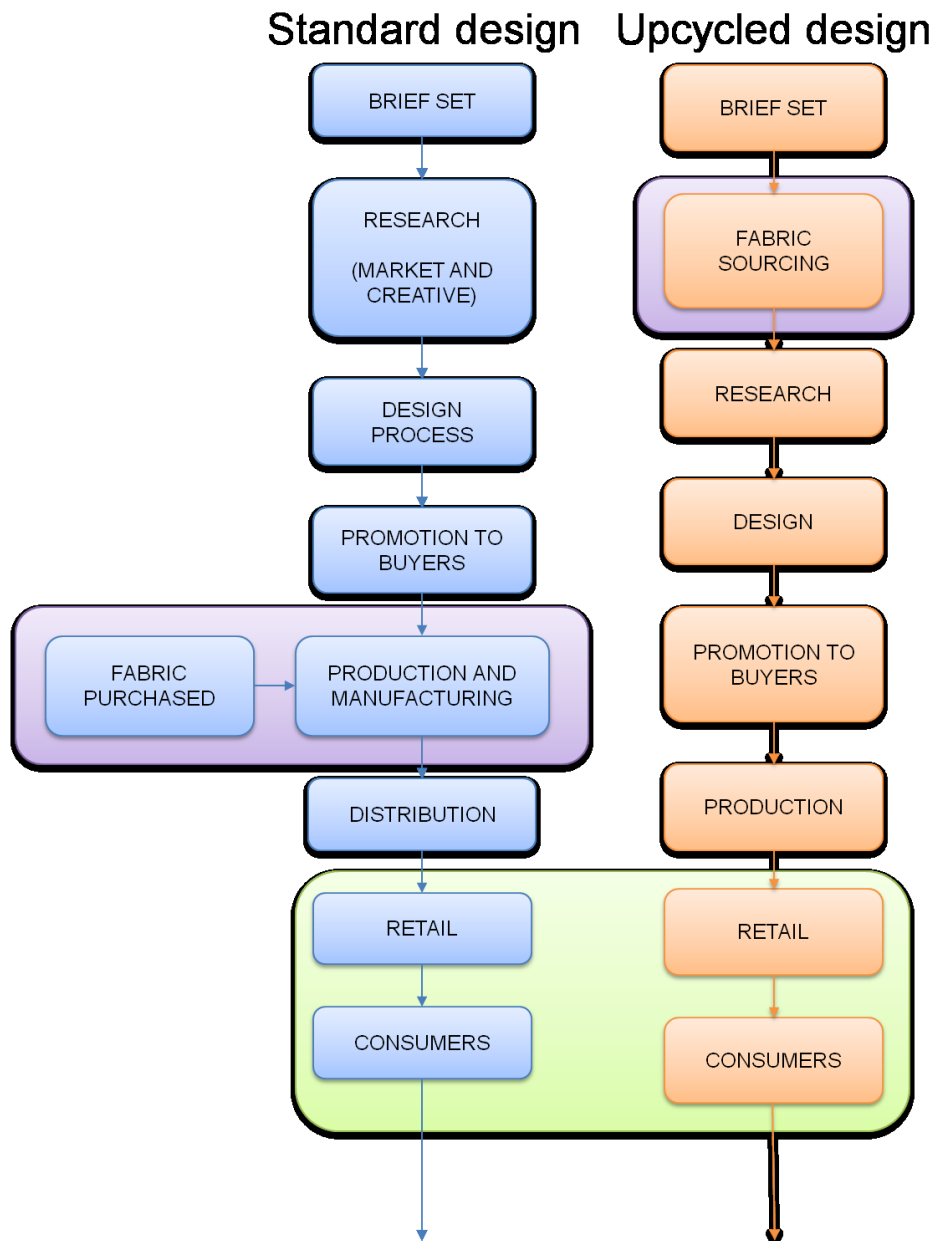 Standard design
Upcycled design
BRIEF SET
RESEARCH
(MARKET AND
CREATIVE)
DESIGN
PROCESS
PROMOTION TO
BUYERS
FABRIC
PURCHASED
PRODUCTION AND
MANUFACTURING
DISTRIBUTION
RETAIL
CONSUMERS
BRIEF SET
FABRIC
SOURCING
RESEARCH
DESIGN
PROMOTION TO
BUYERS
PRODUCTION
RETAIL
CONSUMERS